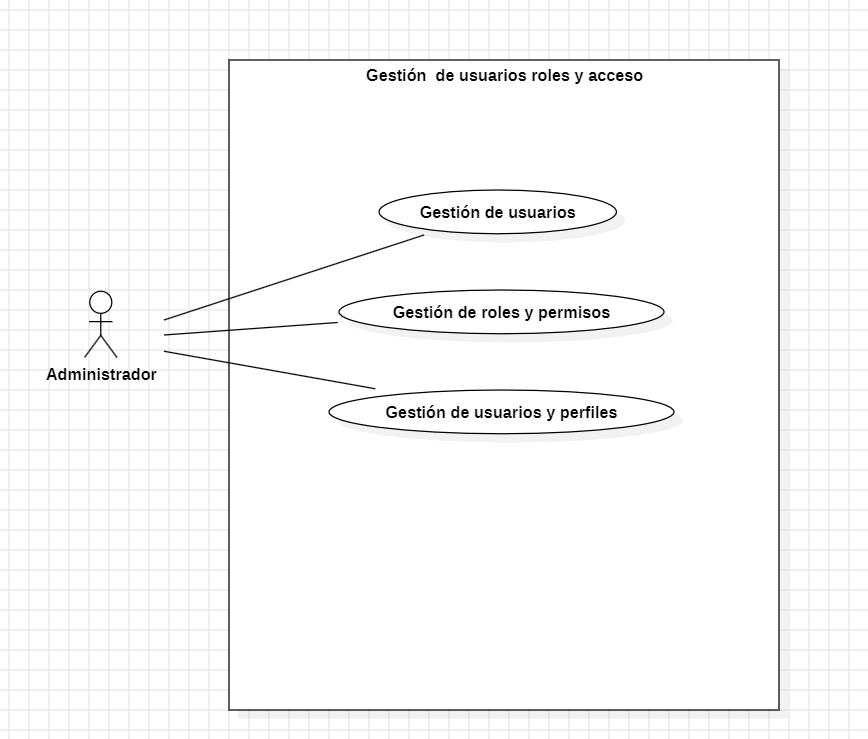 Gestión  de usuarios roles y acceso
Gestión de usuarios
Gestión de roles y permisos
Administrador
Gestión de usuarios y perfiles